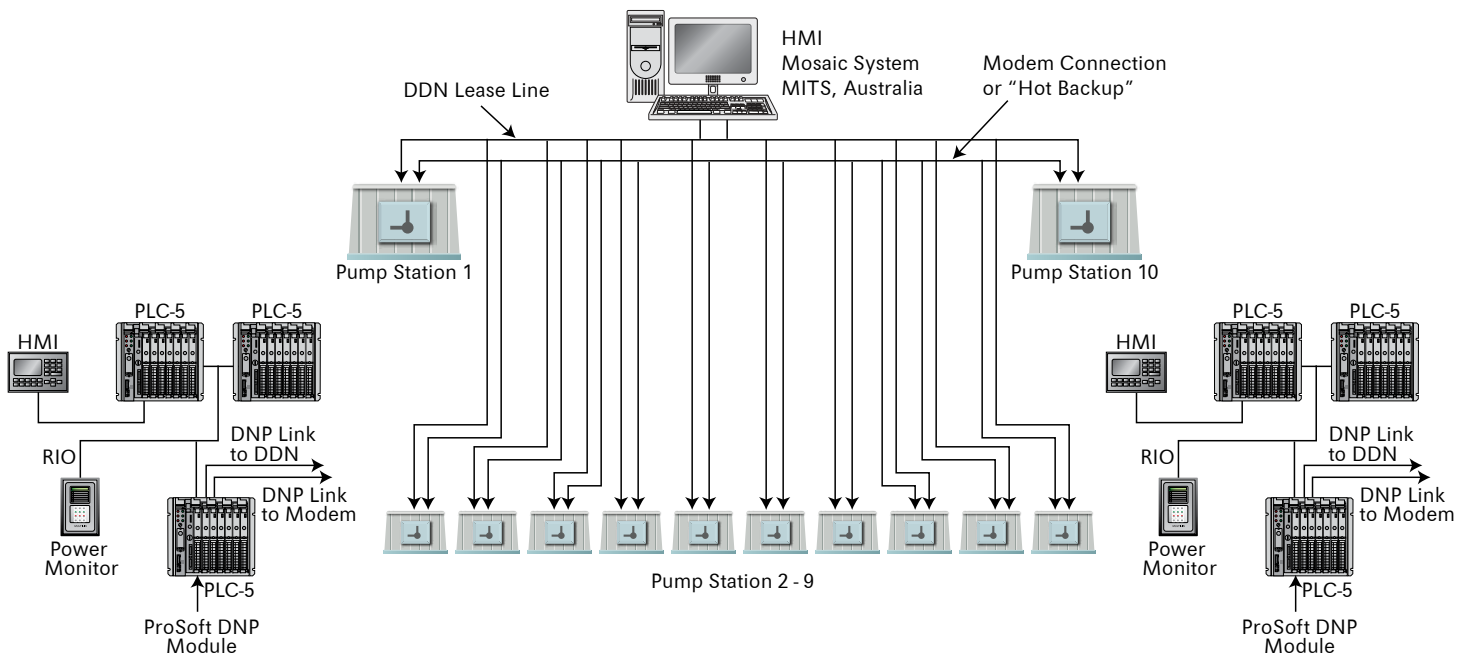 HMI
Mosaic System
MITS, Australia
DDN Lease Line
Modem Connection
or “Hot Backup”
Pump Station 1
Pump Station 10
PLC-5
PLC-5
HMI
DNP Link
to DDN
RIO
DNP Link
to Modem
Power
Monitor
PLC-5
ProSoft DNP
Module
Pump Station 2 - 9
PLC-5
PLC-5
HMI
DNP Link
to DDN
RIO
DNP Link
to Modem
Power
Monitor
PLC-5
ProSoft DNP
Module